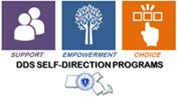 SUPPORT EMPOWERMENT CHOICE
DDS SELF-DIRECTION PROGRAMS